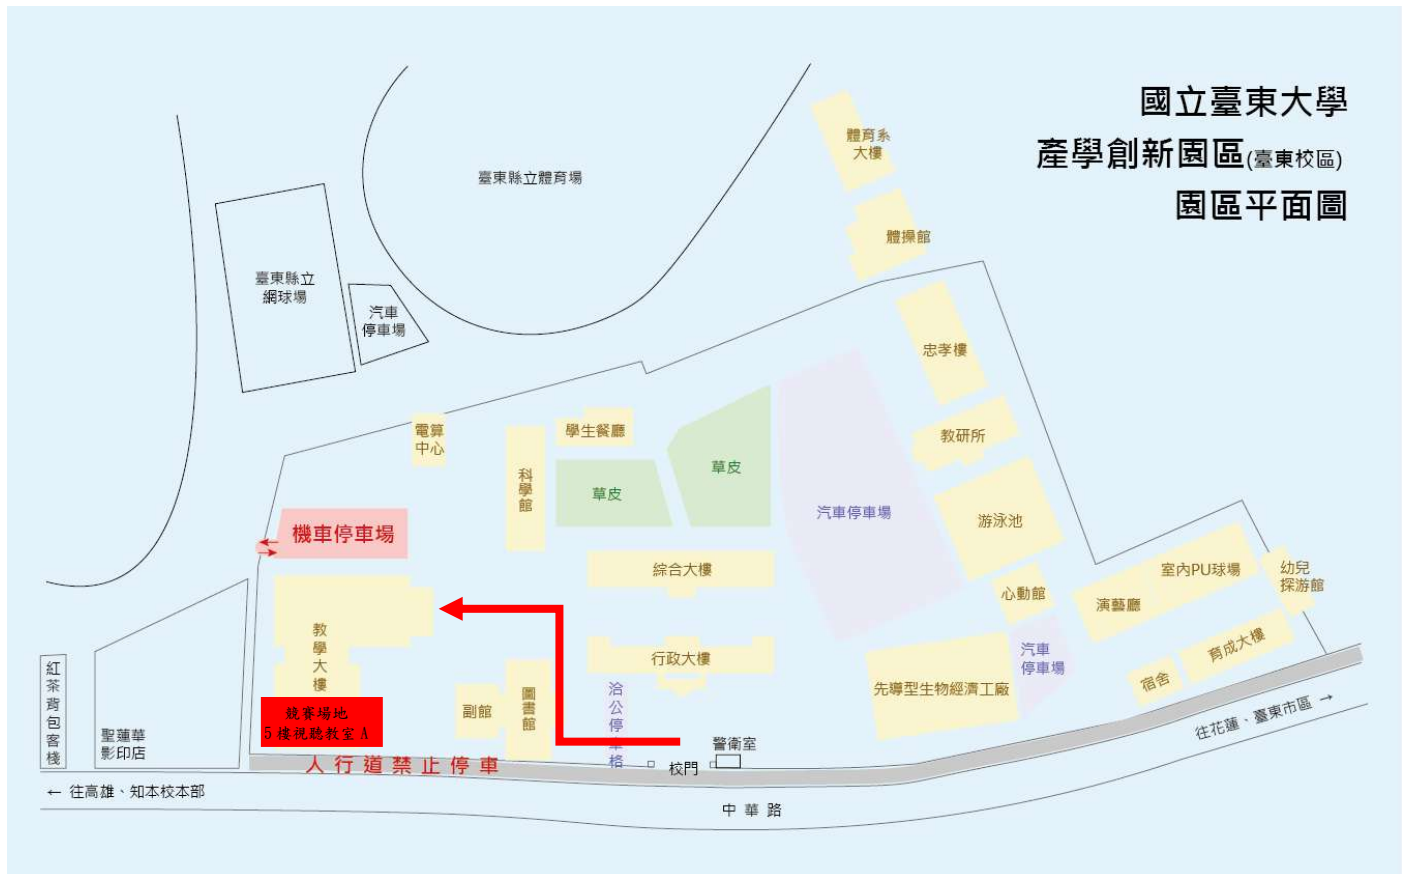 國立臺東大學
產學創新園區(臺東校區)
園區平面圖
體育系
大樓
臺東縣立體育場
體操館
臺東縣立
網球場
汽車
停車場
忠孝樓
電算
中心
學生餐廳
教研所
科學館
草皮
草皮
汽車停車場
游泳池
機車停車場
綜合大樓
心動館
室內PU球場
演藝廳
幼兒
探游館
教學大樓
行政大樓
汽車
停車場
育成大樓
宿舍
先導型生物經濟工廠
紅茶背包客棧
聖蓮華
影印店
競賽場地
5樓視聽教室A
副館
圖書館
洽公停車格
警衛室
校門
人行道禁止停車
往花蓮、臺東市區 →
← 往高雄、知本校本部
中華路